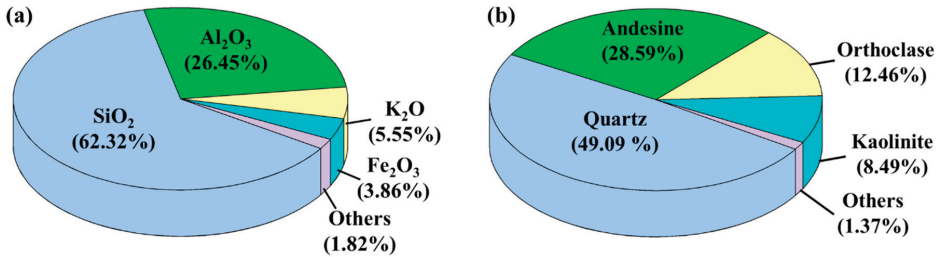 (a)
Al₂O₃
(26.45%)
SiO₂
(62.32%)
K₂O
(5.55%)
Fe₂O₃
(3.86%)
Others
(1.82%)
(b)
Andesine
(28.59%)
Orthoclase
(12.46%)
Quartz
(49.09 %)
Kaolinite
(8.49%)
Others
(1.37%)